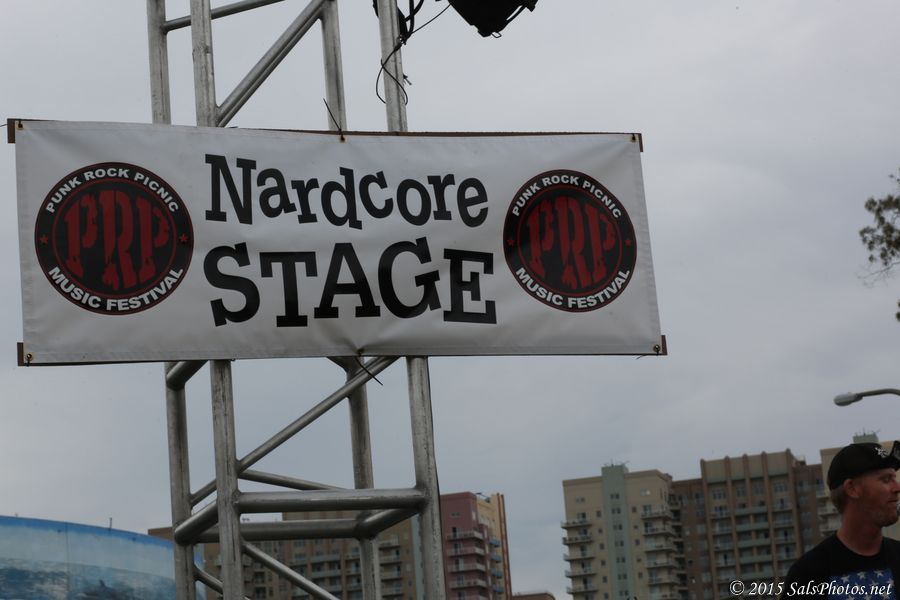 Nardcore
STAGE
PUNK ROCK PICNIC
PRP
MUSIC FESTIVAL
PUNK ROCK PICNIC
PRP
MUSIC FESTIVAL
© 2015 SalsPhotos.net